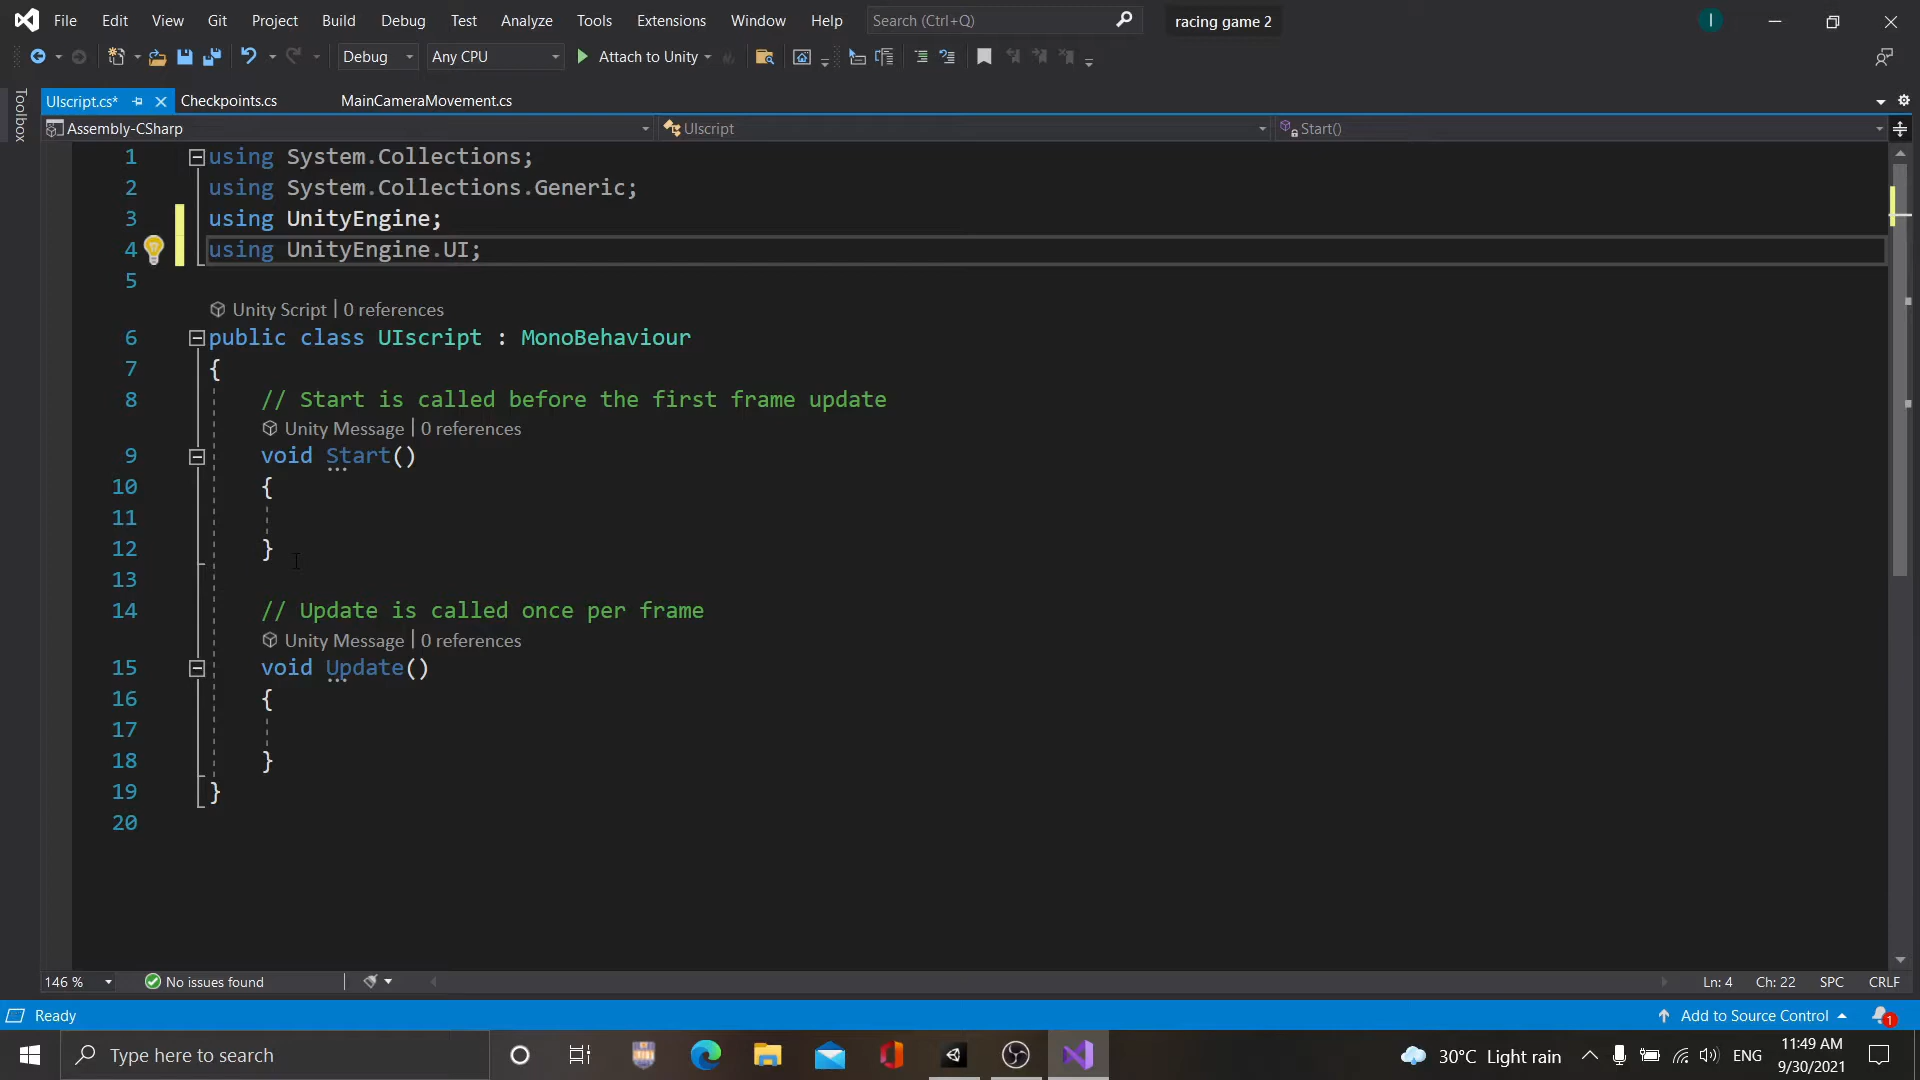 File Edit View Git Project Build Debug Test Analyze Tools Extensions Window Help Search (Ctrl+Q) racing game 2 I
Debug Any CPU Attach to Unity
UIscript.cs* Checkpoints.cs MainCameraMovement.cs
Assembly-CSharp UIscript Start()
Toolbox
1 using System.Collections;
2 using System.Collections.Generic;
3 using UnityEngine;
4 using UnityEngine.UI;
5
Unity Script | 0 references
6 public class UIscript : MonoBehaviour
7 {
8 // Start is called before the first frame update
Unity Message | 0 references
9 void Start()
10 {
11
12 }
13
14 // Update is called once per frame
Unity Message | 0 references
15 void Update()
16 {
17
18 }
19 }
20
146 % No issues found Ln: 4 Ch: 22 SPC CRLF
Ready Add to Source Control 1
Type here to search 30°C Light rain ENG 11:49 AM
9/30/2021